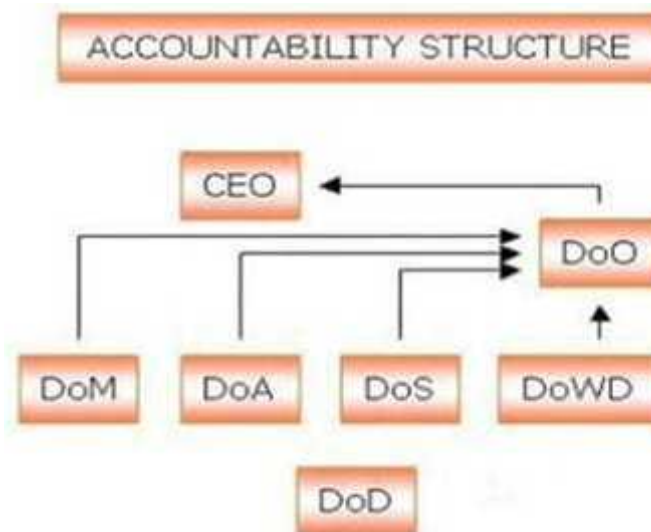 ACCOUNTABILITY STRUCTURE
CEO
DoO
DoM DoA DoS DoWD
DoD